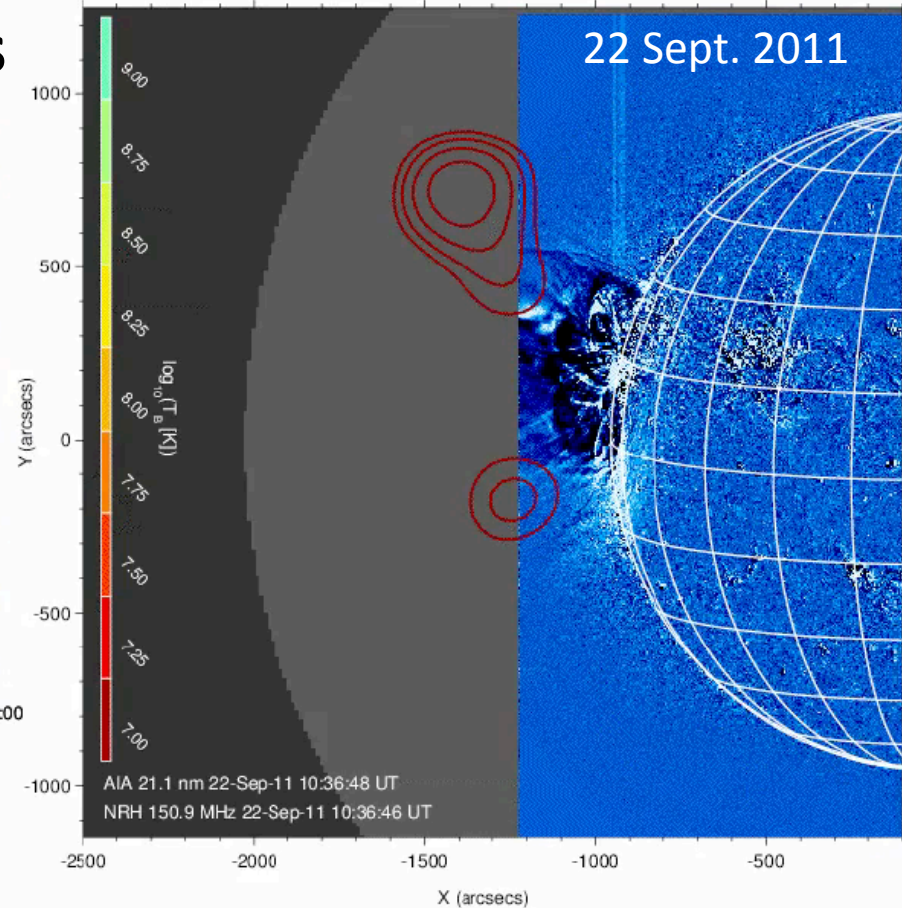 s
22 Sept. 2011
1000
500
0
-500
-1000
Y (arcsecs)
:00
9.00
8.75
8.50
8.25
8.00
7.75
7.50
7.25
7.00
log₁₀(T_B [K])
AIA 21.1 nm 22-Sep-11 10:36:48 UT
NRH 150.9 MHz 22-Sep-11 10:36:46 UT
-2500 -2000 -1500 -1000 -500
X (arcsecs)